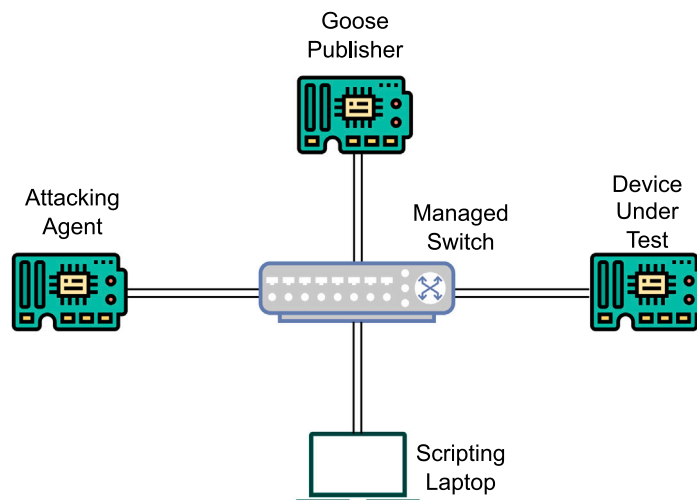 Goose
Publisher
Attacking
Agent
Managed
Switch
Device
Under
Test
Scripting
Laptop